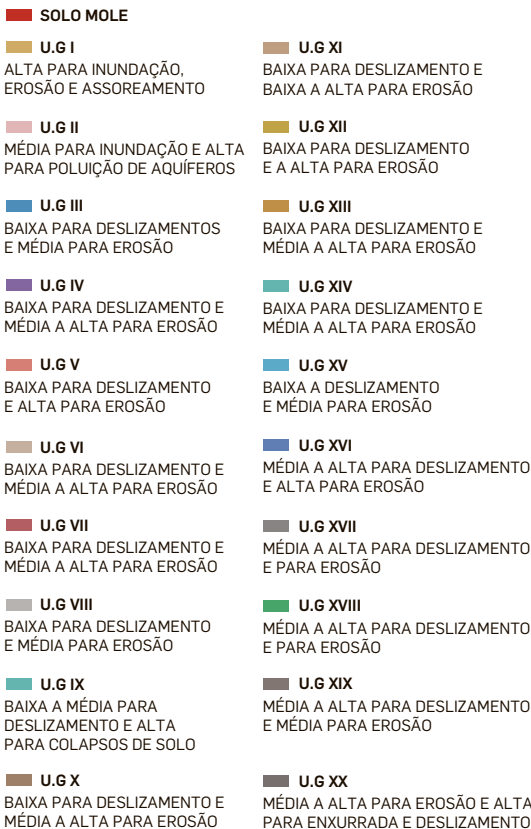 SOLO MOLE
U.G I
ALTA PARA INUNDAÇÃO,
EROSÃO E ASSOREAMENTO
U.G II
MÉDIA PARA INUNDAÇÃO E ALTA
PARA POLUIÇÃO DE AQUÍFEROS
U.G III
BAIXA PARA DESLIZAMENTOS
E MÉDIA PARA EROSÃO
U.G IV
BAIXA PARA DESLIZAMENTO E
MÉDIA A ALTA PARA EROSÃO
U.G V
BAIXA PARA DESLIZAMENTO
E ALTA PARA EROSÃO
U.G VI
BAIXA PARA DESLIZAMENTO E
MÉDIA A ALTA PARA EROSÃO
U.G VII
BAIXA PARA DESLIZAMENTO E
MÉDIA A ALTA PARA EROSÃO
U.G VIII
BAIXA PARA DESLIZAMENTO
E MÉDIA PARA EROSÃO
U.G IX
BAIXA A MÉDIA PARA
DESLIZAMENTO E ALTA
PARA COLAPSOS DE SOLO
U.G X
BAIXA PARA DESLIZAMENTO E
MÉDIA A ALTA PARA EROSÃO
U.G XI
BAIXA PARA DESLIZAMENTO E
BAIXA A ALTA PARA EROSÃO
U.G XII
BAIXA PARA DESLIZAMENTO
E A ALTA PARA EROSÃO
U.G XIII
BAIXA PARA DESLIZAMENTO E
MÉDIA A ALTA PARA EROSÃO
U.G XIV
BAIXA PARA DESLIZAMENTO E
MÉDIA A ALTA PARA EROSÃO
U.G XV
BAIXA A DESLIZAMENTO
E MÉDIA PARA EROSÃO
U.G XVI
MÉDIA A ALTA PARA DESLIZAMENTO
E ALTA PARA EROSÃO
U.G XVII
MÉDIA A ALTA PARA DESLIZAMENTO
E PARA EROSÃO
U.G XVIII
MÉDIA A ALTA PARA DESLIZAMENTO
E PARA EROSÃO
U.G XIX
MÉDIA A ALTA PARA DESLIZAMENTO
E MÉDIA PARA EROSÃO
U.G XX
MÉDIA A ALTA PARA EROSÃO E ALTA
PARA ENXURRADA E DESLIZAMENTO